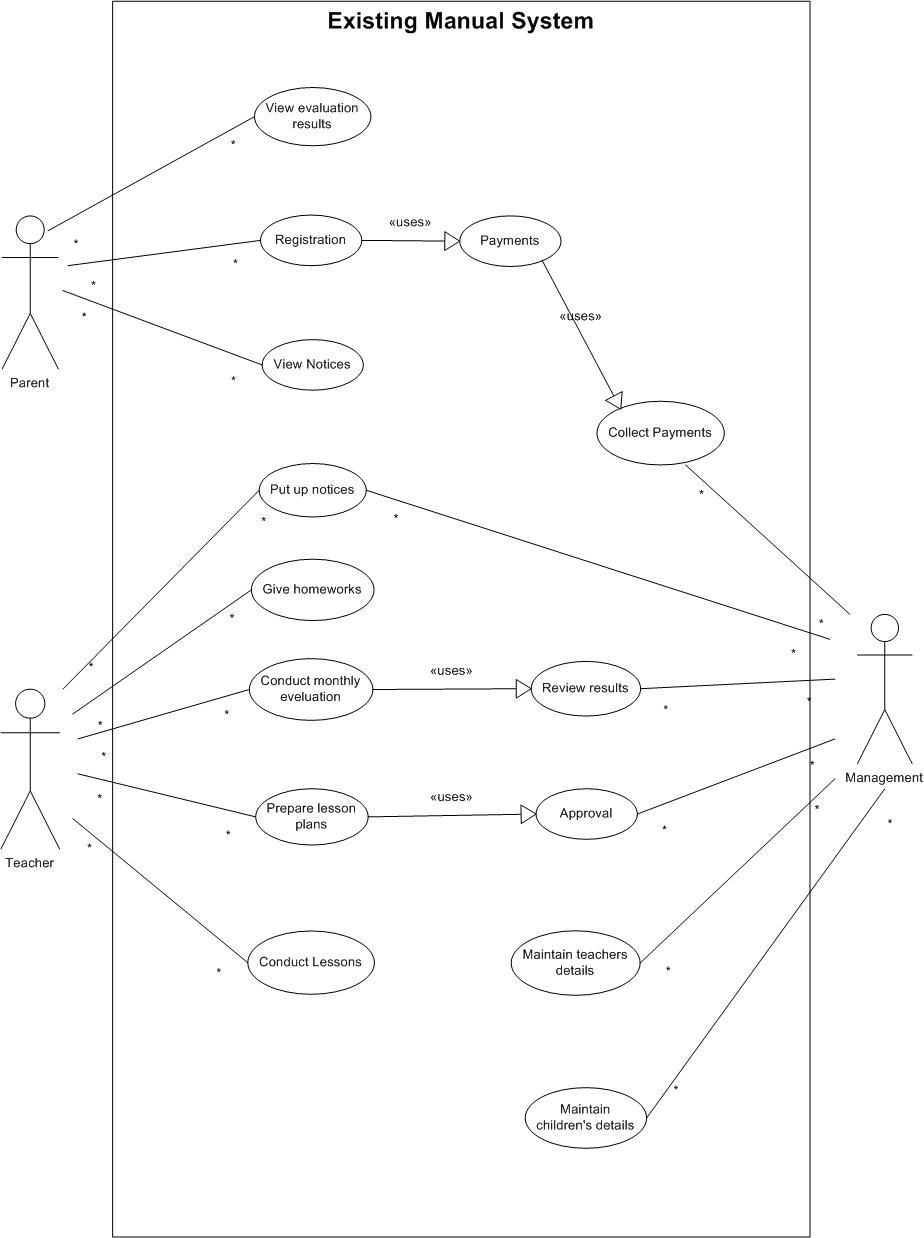 Existing Manual System
View evaluation
results
*
*
Registration
«uses»
Payments
*
*
*
View Notices
*
Parent
«uses»
Collect Payments
*
Put up notices
*
*
*
Give homeworks
*
*
*
*
Conduct monthly
eveluation
«uses»
Review results
*
*
*
*
*
*
Prepare lesson
plans
«uses»
Approval
*
*
*
*
Management
*
*
*
Teacher
Conduct Lessons
*
Maintain teachers
details
*
Maintain
children's details
*